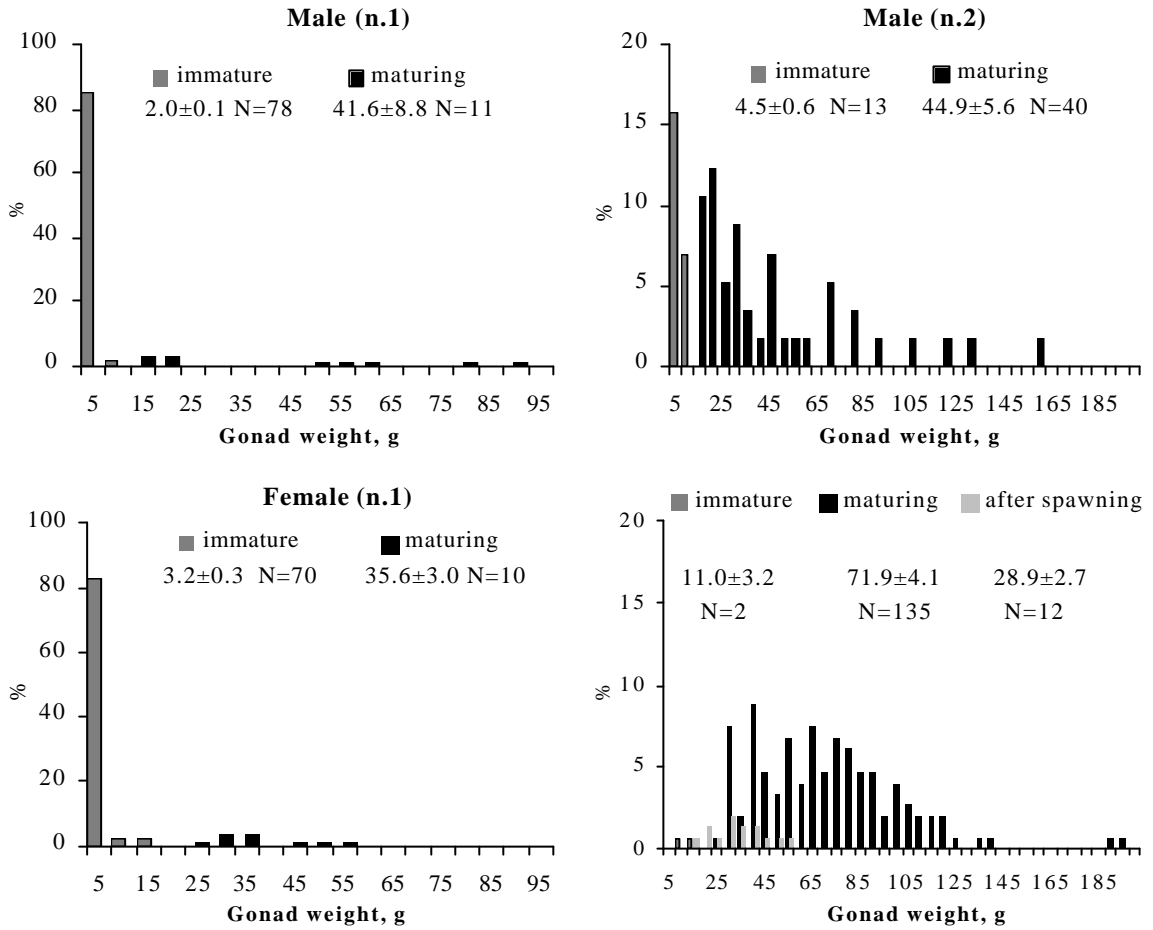 Male (n.1)
100
80
60
40
20
0
%
immature
maturing
2.0±0.1 N=78
41.6±8.8 N=11
5 15 25 35 45 55 65 75 85 95
Gonad weight, g
Male (n.2)
20
15
10
5
0
%
immature
maturing
4.5±0.6 N=13
44.9±5.6 N=40
5 25 45 65 85 105 125 145 165 185
Gonad weight, g
Female (n.1)
100
80
60
40
20
0
%
immature
maturing
3.2±0.3 N=70
35.6±3.0 N=10
5 15 25 35 45 55 65 75 85 95
Gonad weight, g
immature
maturing
after spawning
20
15
10
5
0
%
11.0±3.2
N=2
71.9±4.1
N=135
28.9±2.7
N=12
5 25 45 65 85 105 125 145 165 185
Gonad weight, g